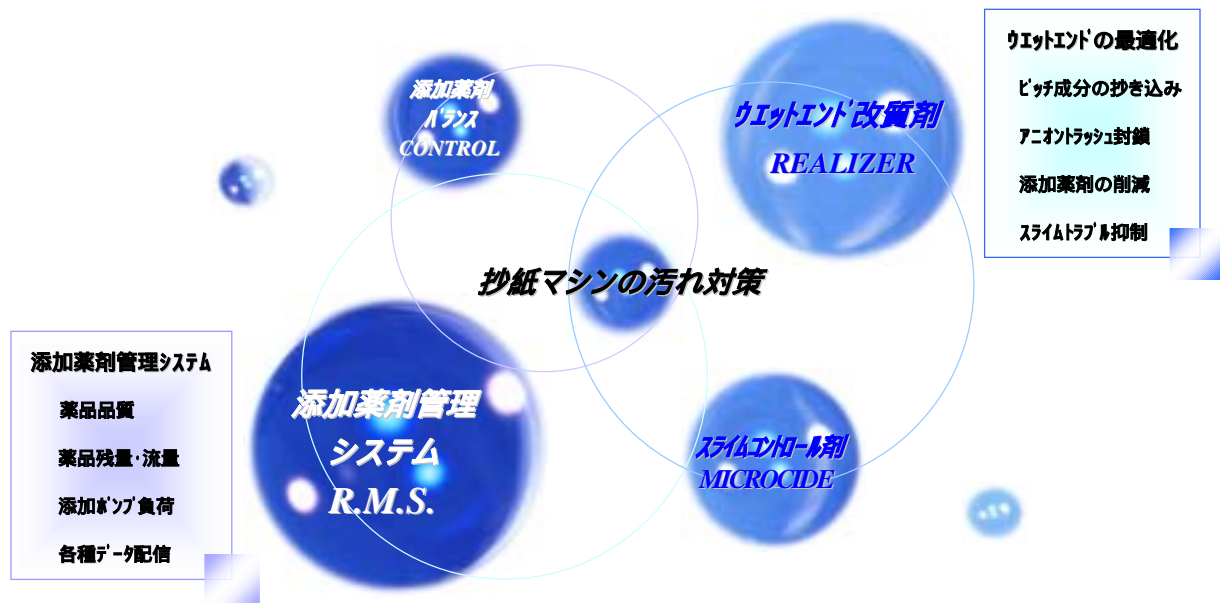 添加薬剤
ﾊﾞﾗﾝｽ
CONTROL
ｳｴｯﾄｴﾝﾄﾞ改質剤
REALIZER
ｳｴｯﾄｴﾝﾄﾞの最適化
ﾋﾟｯﾁ成分の抄き込み
ｱﾆｵﾝﾄﾗｯｼｭ封鎖
添加薬剤の削減
ｽﾗｲﾑﾄﾗﾌﾞﾙ抑制
抄紙マシンの汚れ対策
添加薬剤管理ｼｽﾃﾑ
薬品品質
薬品残量･流量
添加ﾎﾟﾝﾌﾟ負荷
各種ﾃﾞｰﾀ配信
添加薬剤管理
システム
R.M.S.
ｽﾗｲﾑｺﾝﾄﾛｰﾙ剤
MICROCIDE